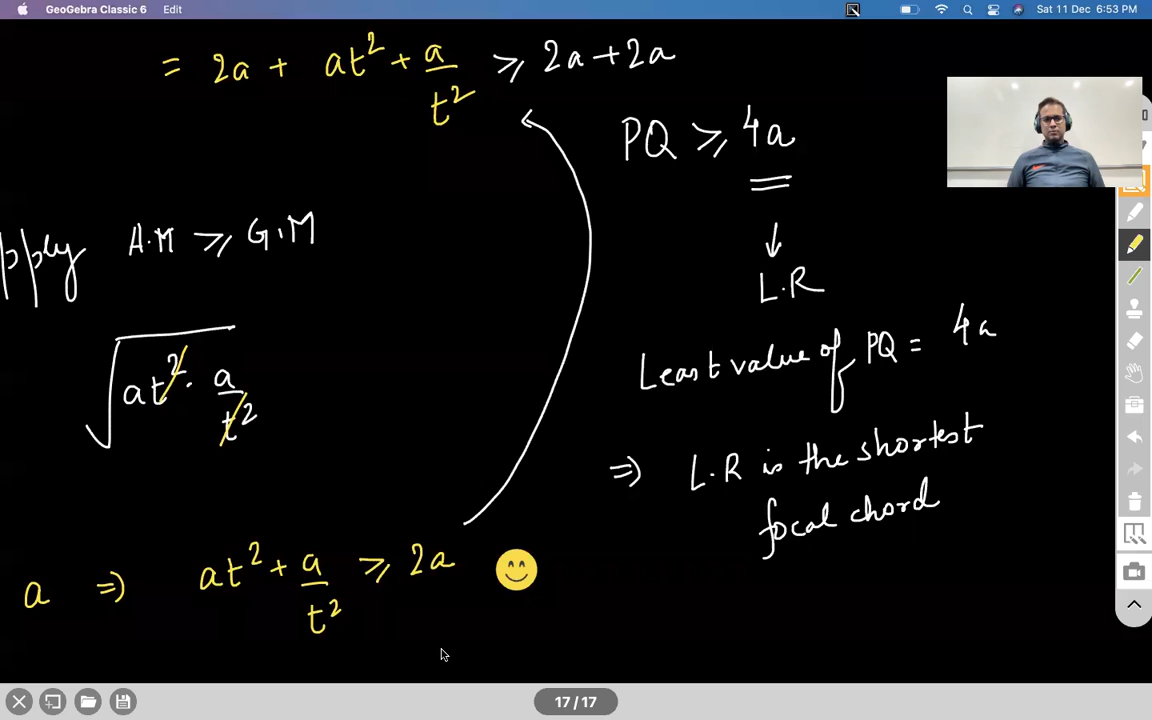 GeoGebra Classic 6 Edit Sat 11 Dec 6:53 PM
= 2a + at² + a/t² ⩾ 2a + 2a
PQ ⩾ 4a
↓
L.R
Least value of PQ = 4a
⇒ L.R is the shortest
focal chord
pply A.M ⩾ G.M
√(at² · a/t²)
a ⇒ at² + a/t² ⩾ 2a
17 / 17